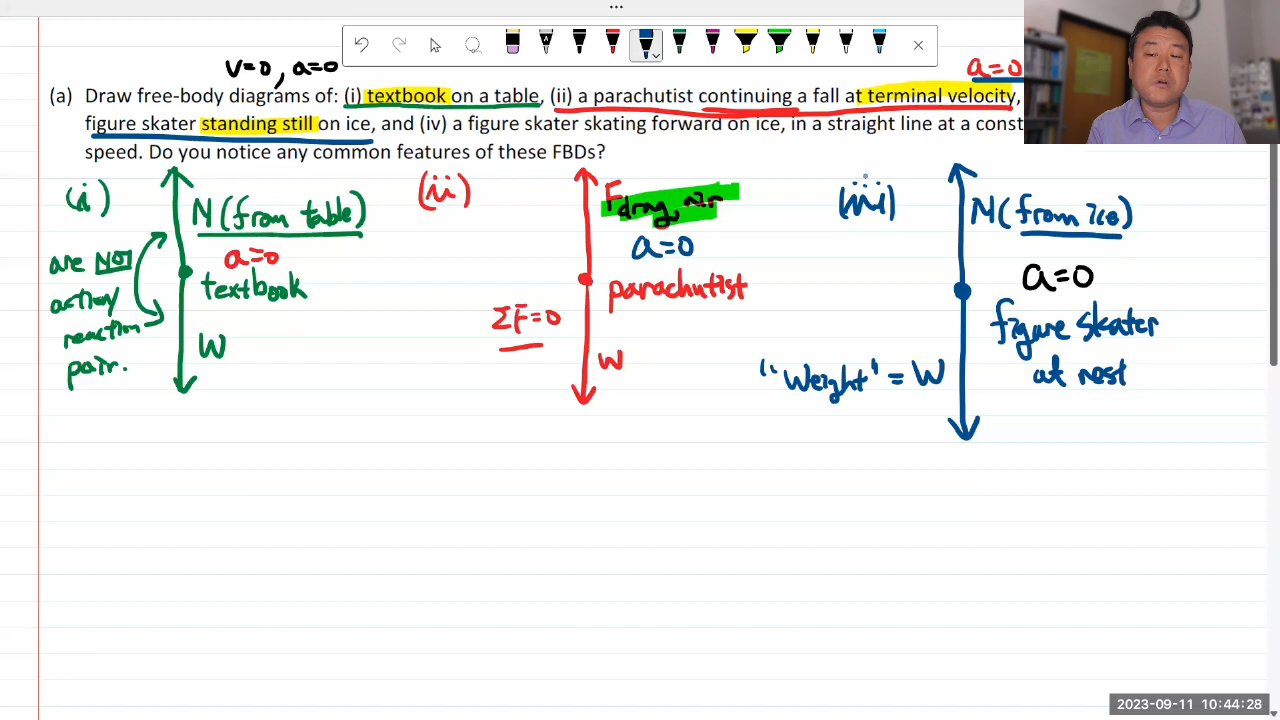 v=0, a=0
a=0
(a) Draw free-body diagrams of: (i) textbook on a table, (ii) a parachutist continuing a fall at terminal velocity,
figure skater standing still on ice, and (iv) a figure skater skating forward on ice, in a straight line at a const
speed. Do you notice any common features of these FBDs?
(i)
N (from table)
a=0
textbook
are NOT
action/
reaction
pair.
W
(ii)
F drag, air
a=0
parachutist
ΣF=0
W
(iii)
N (from ice)
a=0
figure skater
at rest
"Weight" = W
2023-09-11 10:44:28